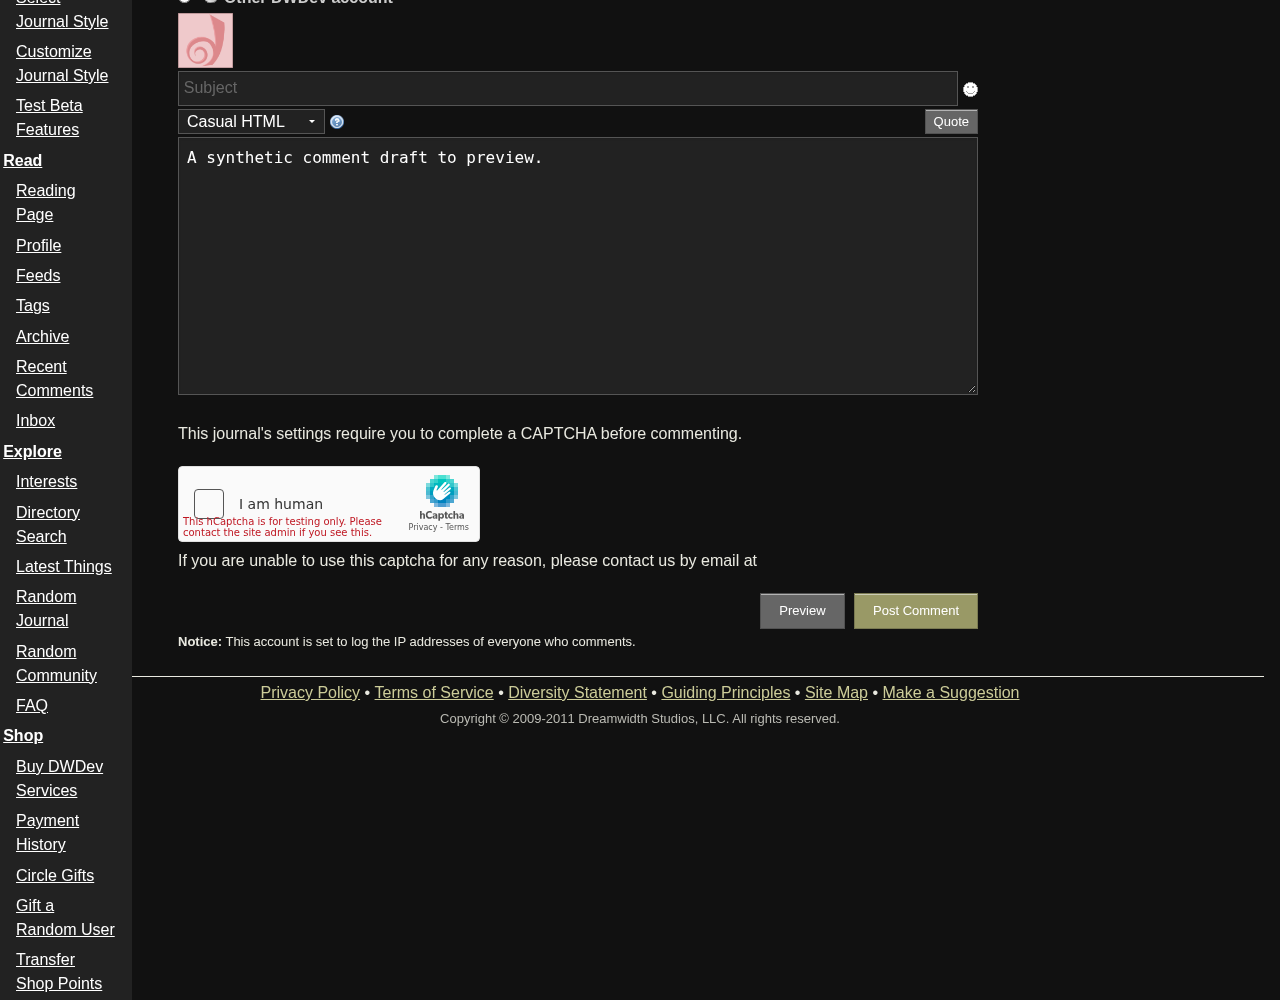 Select
Journal Style
Customize
Journal Style
Test Beta
Features
Read
Reading
Page
Profile
Feeds
Tags
Archive
Recent
Comments
Inbox
Explore
Interests
Directory
Search
Latest Things
Random
Journal
Random
Community
FAQ
Shop
Buy DWDev
Services
Payment
History
Circle Gifts
Gift a
Random User
Transfer
Shop Points
Other DWDev account
Subject
Casual HTML
Quote
A synthetic comment draft to preview.
This journal's settings require you to complete a CAPTCHA before commenting.
I am human
This hCaptcha is for testing only. Please
contact the site admin if you see this.
hCaptcha
Privacy - Terms
If you are unable to use this captcha for any reason, please contact us by email at
Preview
Post Comment
Notice: This account is set to log the IP addresses of everyone who comments.
Privacy Policy • Terms of Service • Diversity Statement • Guiding Principles • Site Map • Make a Suggestion
Copyright © 2009-2011 Dreamwidth Studios, LLC. All rights reserved.